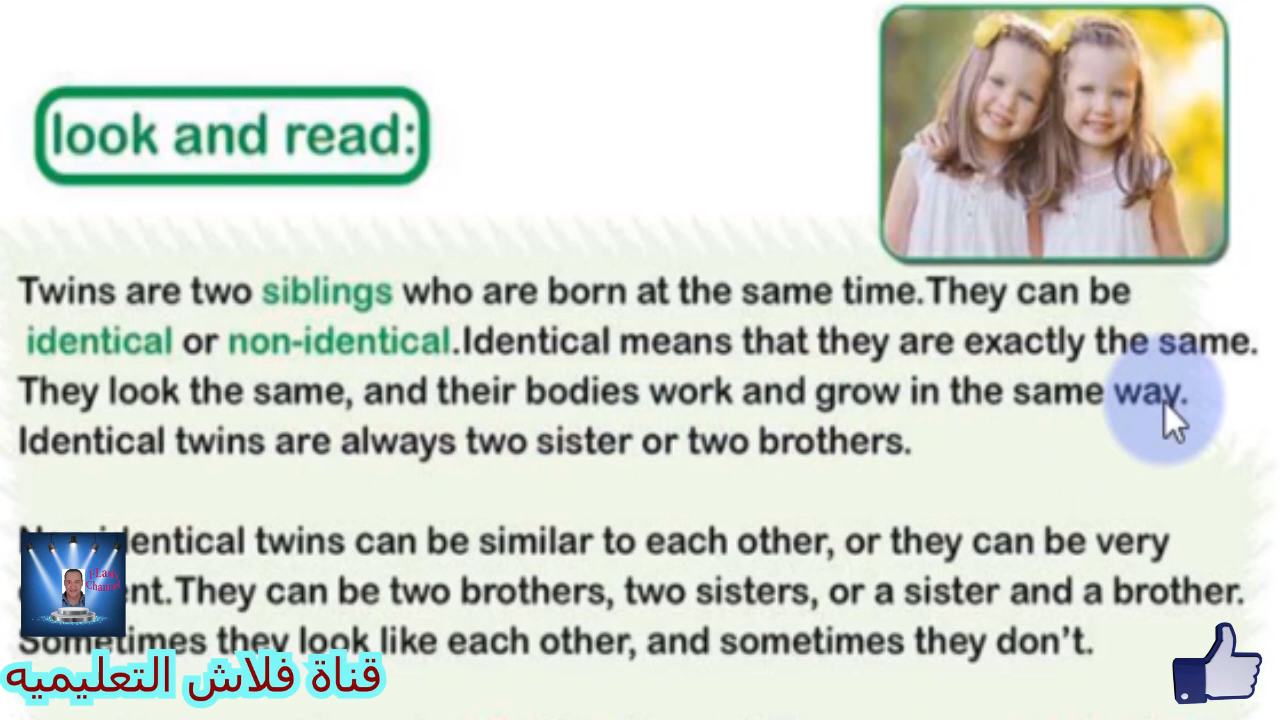 look and read:
Twins are two siblings who are born at the same time.They can be
identical or non-identical.Identical means that they are exactly the same.
They look the same, and their bodies work and grow in the same way.
Identical twins are always two sister or two brothers.
identical twins can be similar to each other, or they can be very
They can be two brothers, two sisters, or a sister and a brother.
Sometimes they look like each other, and sometimes they don't.
fLash
Channel
قناة فلاش التعليميه